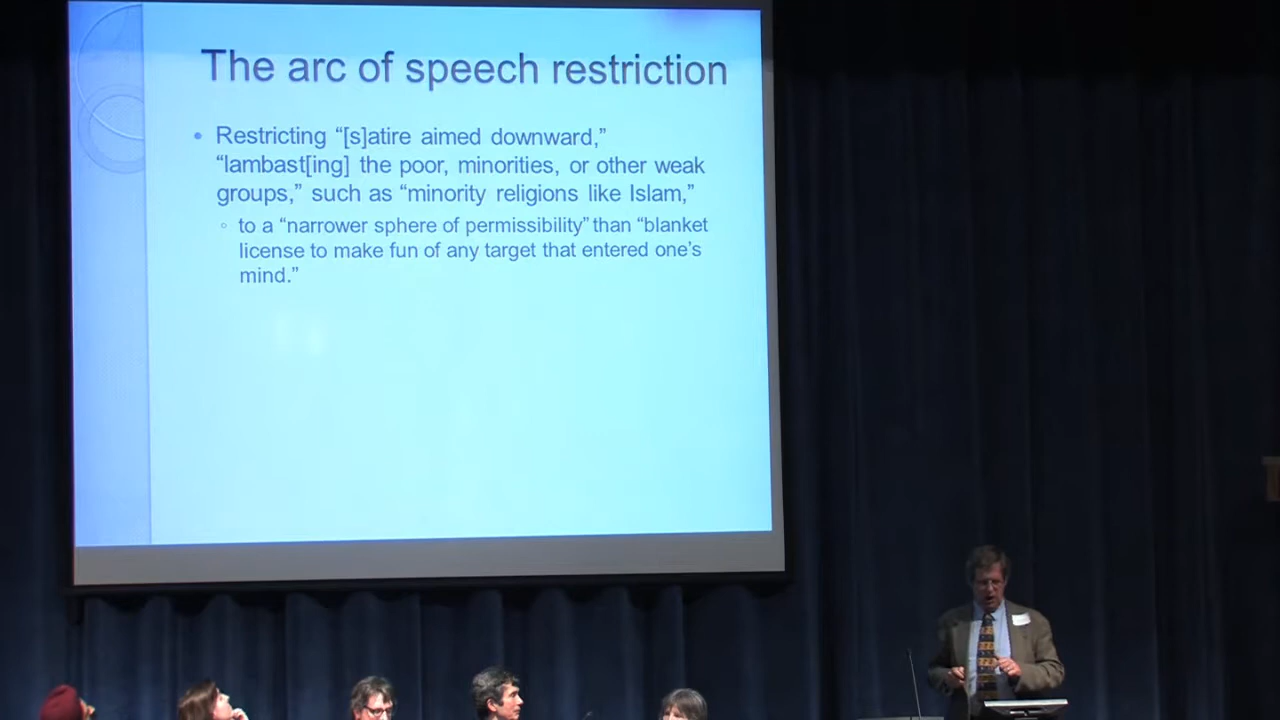 The arc of speech restriction
• Restricting “[s]atire aimed downward,”
“lambast[ing] the poor, minorities, or other weak
groups,” such as “minority religions like Islam,”
◦ to a “narrower sphere of permissibility” than “blanket
license to make fun of any target that entered one’s
mind.”